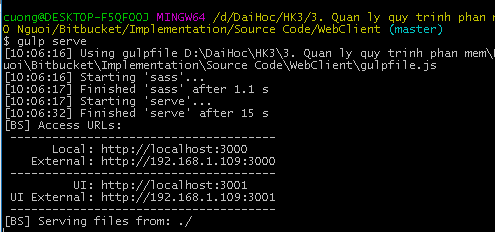 cuong@DESKTOP-F5QFOQJ MINGW64 /d/DaiHoc/HK3/3. Quan ly quy trinh phan m
0 Nguoi/Bitbucket/Implementation/Source Code/WebClient (master)
$ gulp serve
[10:06:16] Using gulpfile D:\DaiHoc\HK3\3. Quan ly quy trinh phan mem\
uoi\Bitbucket\Implementation\Source Code\WebClient\gulpfile.js
[10:06:16] Starting 'sass'...
[10:06:17] Finished 'sass' after 1.1 s
[10:06:17] Starting 'serve'...
[10:06:32] Finished 'serve' after 15 s
[BS] Access URLs:
--------------------------------------
Local: http://localhost:3000
External: http://192.168.1.109:3000
--------------------------------------
UI: http://localhost:3001
UI External: http://192.168.1.109:3001
--------------------------------------
[BS] Serving files from: ./